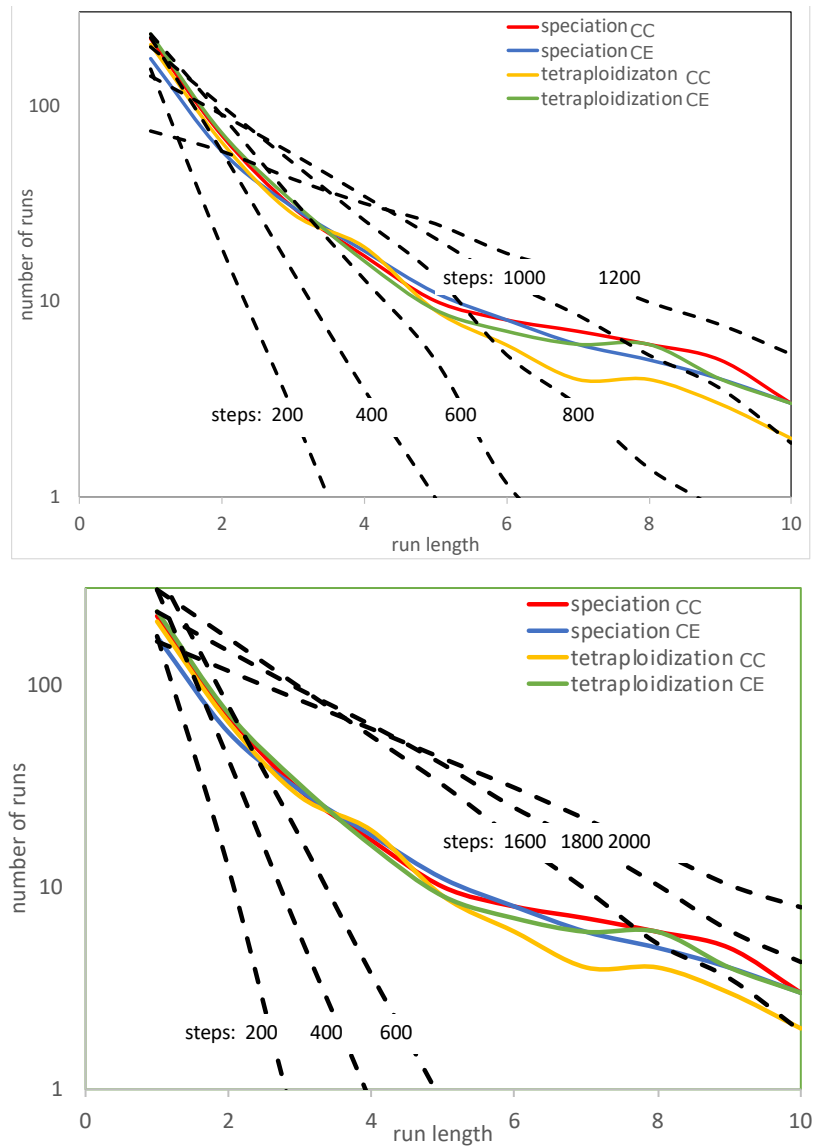 speciation CC
speciation CE
tetraploidizaton CC
tetraploidization CE
100
number of runs
steps: 1000 1200
10
steps: 200 400 600 800
1
0 2 4 6 8 10
run length
speciation CC
speciation CE
tetraploidization CC
tetraploidization CE
100
number of runs
steps: 1600 1800 2000
10
steps: 200 400 600
1
0 2 4 6 8 10
run length